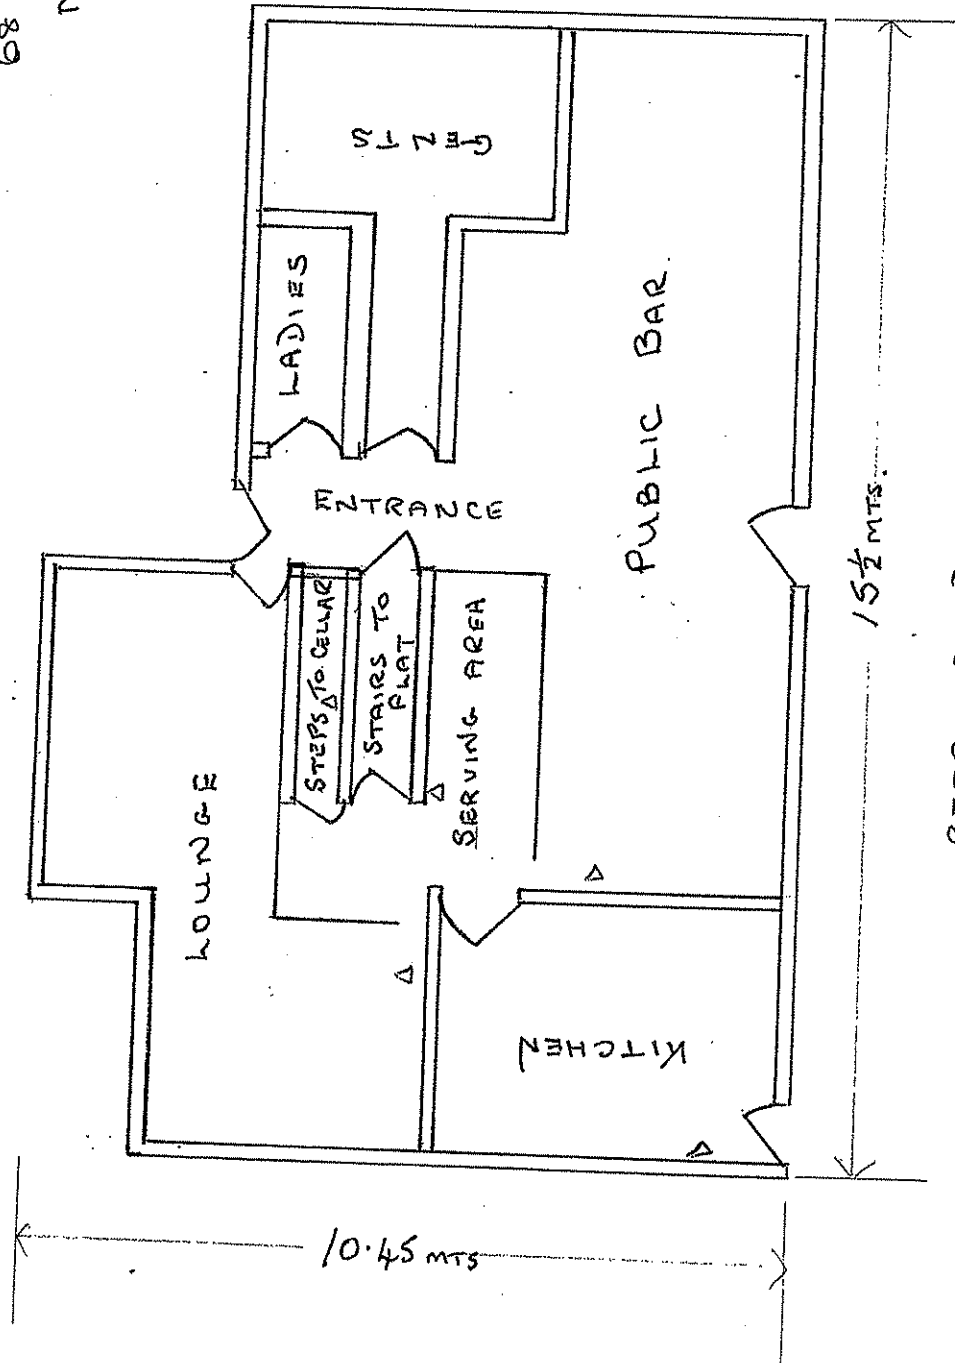 GENTS
LADIES
ENTRANCE
PUBLIC BAR.
STEPS TO CELLAR
STAIRS TO
FLAT
SERVING AREA
LOUNGE
KITCHEN
15½ MTS.
10.45 MTS
89